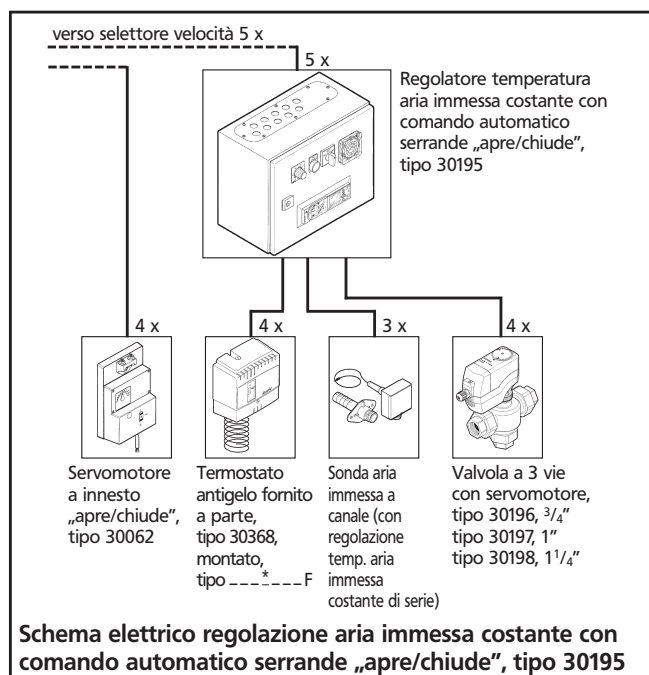 verso selettore velocità 5 x
5 x
Regolatore temperatura
aria immessa costante con
comando automatico
serrande „apre/chiude”,
tipo 30195
4 x
4 x
3 x
4 x
Servomotore
a innesto
„apre/chiude”,
tipo 30062
Termostato
antigelo fornito
a parte,
tipo 30368,
montato,
tipo _ _ _ * _ _ _ F
Sonda aria
immessa a
canale (con
regolazione
temp. aria
immessa
costante di serie)
Valvola a 3 vie
con servomotore,
tipo 30196, 3/4”
tipo 30197, 1”
tipo 30198, 1 1/4”
Schema elettrico regolazione aria immessa costante con
comando automatico serrande „apre/chiude”, tipo 30195